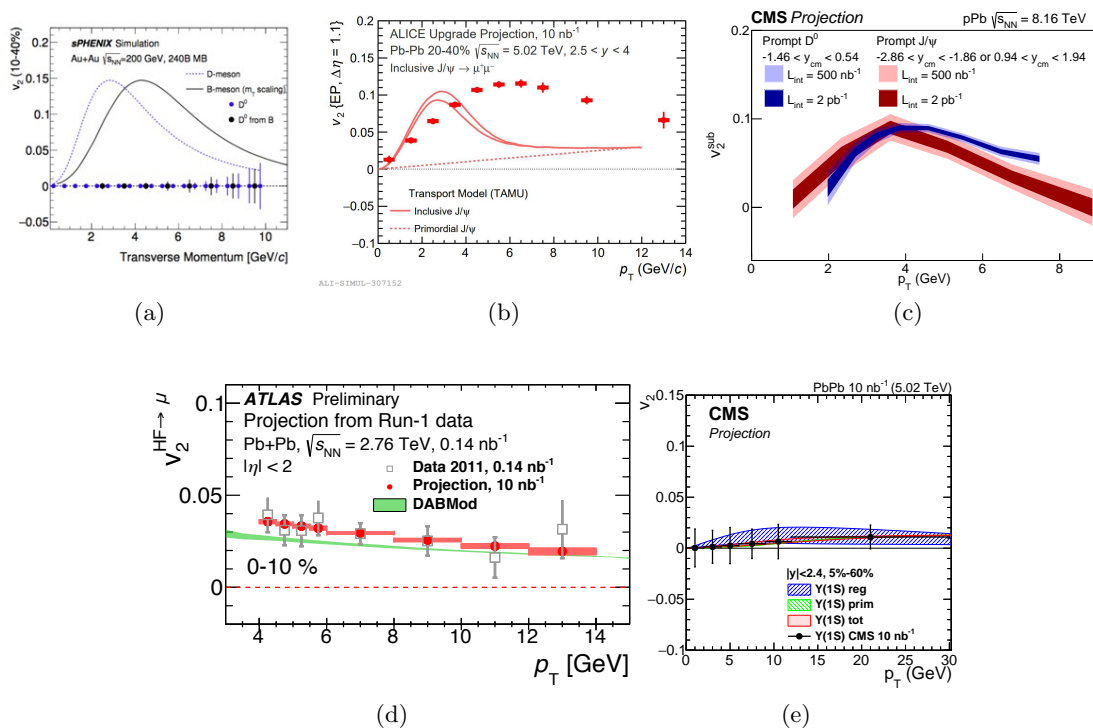 v₂ (10-40%)
0.2
0.15
0.1
0.05
0
−0.05
sPHENIX Simulation
Au+Au √sNN=200 GeV, 240B MB
D-meson
B-meson (mT scaling)
D⁰
D⁰ from B
2 4 6 8 10
Transverse Momentum [GeV/c]
(a)
v₂ {EP, Δη = 1.1}
0.2
0.15
0.1
0.05
0
−0.05
−0.1
ALICE Upgrade Projection, 10 nb⁻¹
Pb-Pb 20-40% √sNN = 5.02 TeV, 2.5 < y < 4
Inclusive J/ψ → μ⁺μ⁻
Transport Model (TAMU)
Inclusive J/ψ
Primordial J/ψ
0 2 4 6 8 10 12 14
pT (GeV/c)
ALI-SIMUL-307152
(b)
CMS Projection
pPb √sNN = 8.16 TeV
v₂ˢᵘᵇ
0.2
0.1
0
Prompt D⁰
-1.46 < ycm < 0.54
Lint = 500 nb⁻¹
Lint = 2 pb⁻¹
Prompt J/ψ
-2.86 < ycm < -1.86 or 0.94 < ycm < 1.94
Lint = 500 nb⁻¹
Lint = 2 pb⁻¹
0 2 4 6 8
pT (GeV)
(c)
v₂ᴴꟳ→ μ
0.1
0.05
0
ATLAS Preliminary
Projection from Run-1 data
Pb+Pb, √sNN = 2.76 TeV, 0.14 nb⁻¹
|η| < 2
Data 2011, 0.14 nb⁻¹
Projection, 10 nb⁻¹
DABMod
0-10 %
4 6 8 10 12 14
pT [GeV]
(d)
PbPb 10 nb⁻¹ (5.02 TeV)
v₂
0.15
0.1
0.05
0
−0.05
−0.1
CMS
Projection
|y|<2.4, 5%-60%
Y(1S) reg
Y(1S) prim
Y(1S) tot
Y(1S) CMS 10 nb⁻¹
0 5 10 15 20 25 30
pT (GeV)
(e)